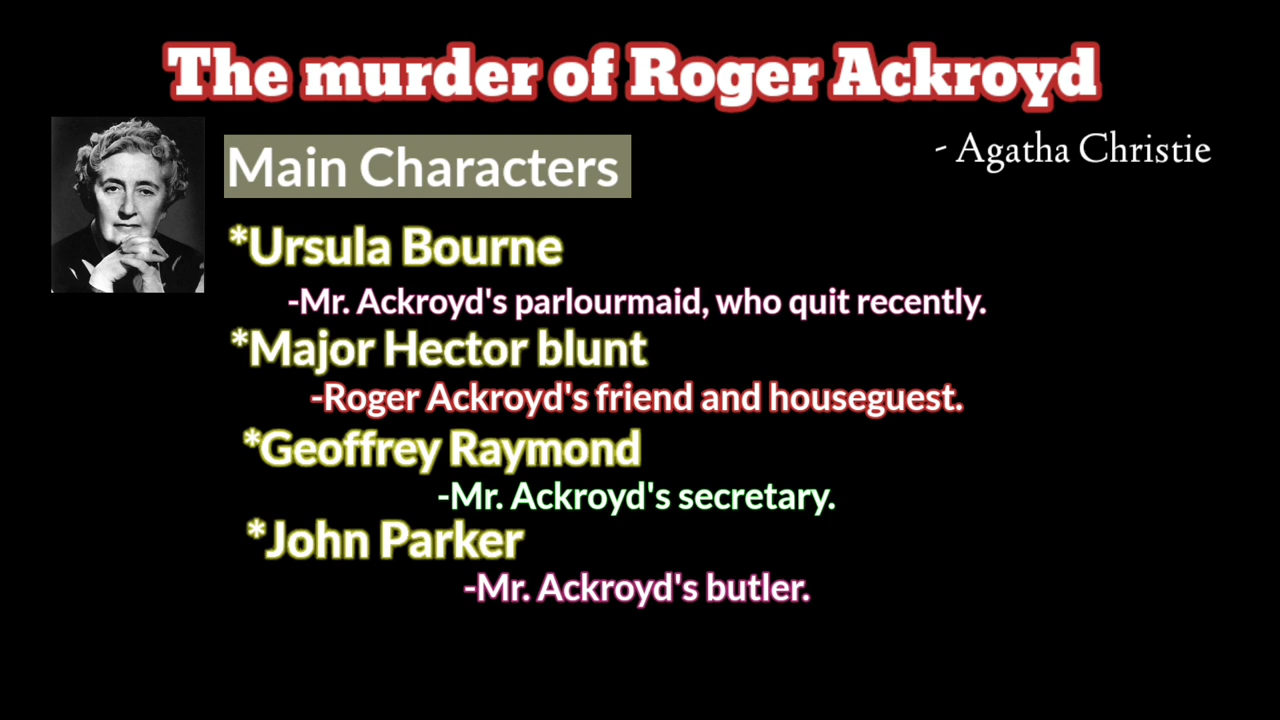 The murder of Roger Ackroyd
- Agatha Christie
Main Characters
*Ursula Bourne
-Mr. Ackroyd's parlourmaid, who quit recently.
*Major Hector blunt
-Roger Ackroyd's friend and houseguest.
*Geoffrey Raymond
-Mr. Ackroyd's secretary.
*John Parker
-Mr. Ackroyd's butler.